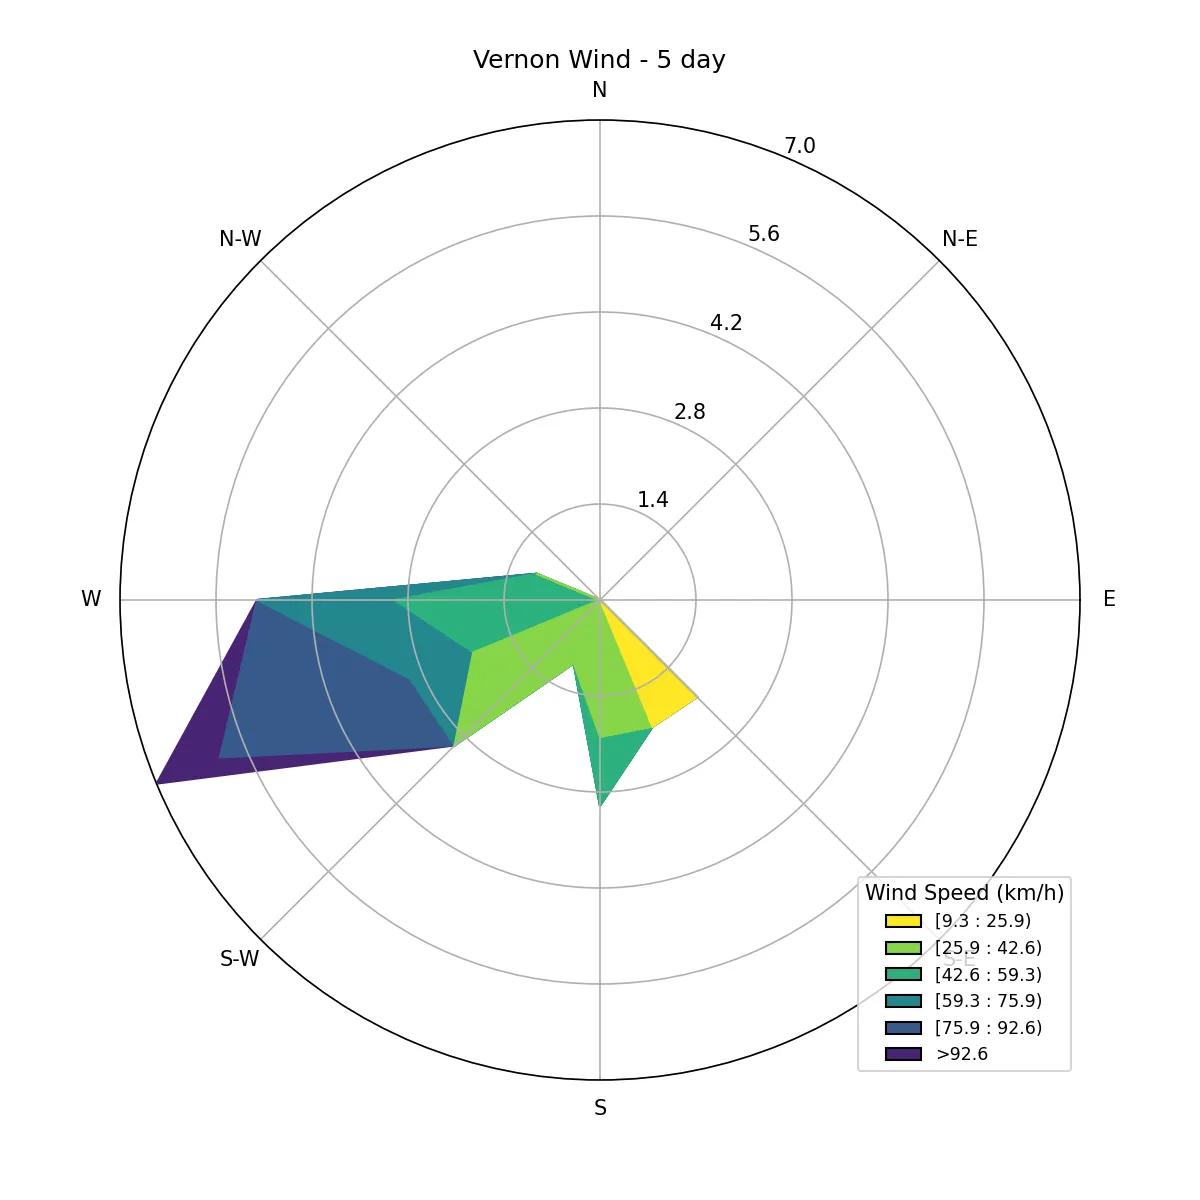 Vernon Wind - 5 day
N
7.0
N-W
5.6
N-E
4.2
2.8
1.4
W
E
S-W
S-E
S
Wind Speed (km/h)
[9.3 : 25.9)
[25.9 : 42.6)
[42.6 : 59.3)
[59.3 : 75.9)
[75.9 : 92.6)
>92.6